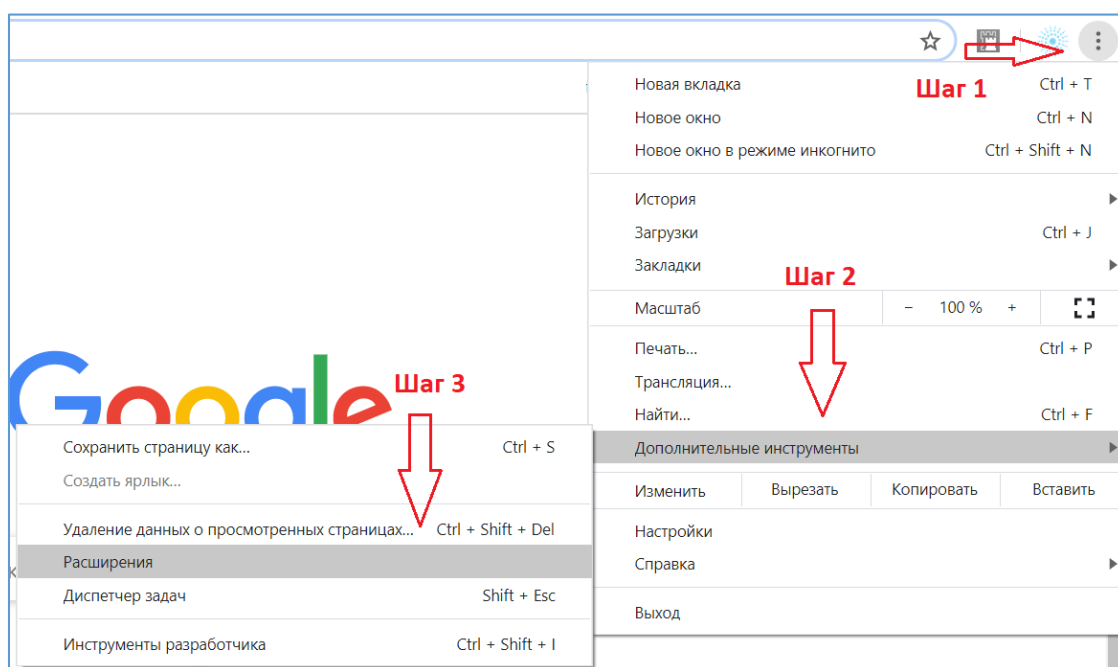 Шаг 1
Новая вкладка Ctrl + T
Новое окно Ctrl + N
Новое окно в режиме инкогнито Ctrl + Shift + N
История
Загрузки Ctrl + J
Закладки
Шаг 2
Масштаб − 100 % +
Печать... Ctrl + P
Трансляция...
Найти... Ctrl + F
Дополнительные инструменты
Изменить Вырезать Копировать Вставить
Настройки
Справка
Выход
Google
Шаг 3
Сохранить страницу как... Ctrl + S
Создать ярлык...
Удаление данных о просмотренных страницах... Ctrl + Shift + Del
Расширения
Диспетчер задач Shift + Esc
Инструменты разработчика Ctrl + Shift + I